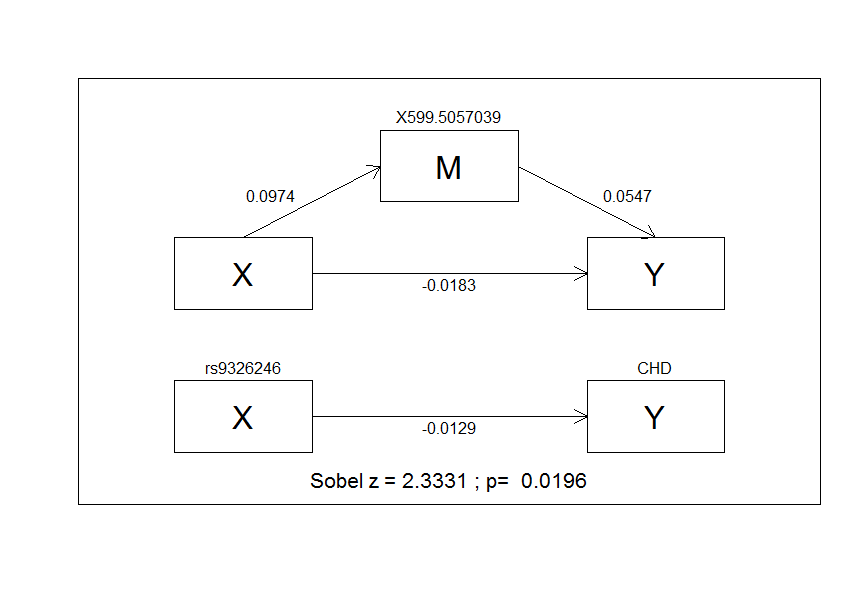 X599.5057039
M
0.0974
0.0547
X
Y
-0.0183
rs9326246
CHD
X
Y
-0.0129
Sobel z = 2.3331 ; p=  0.0196